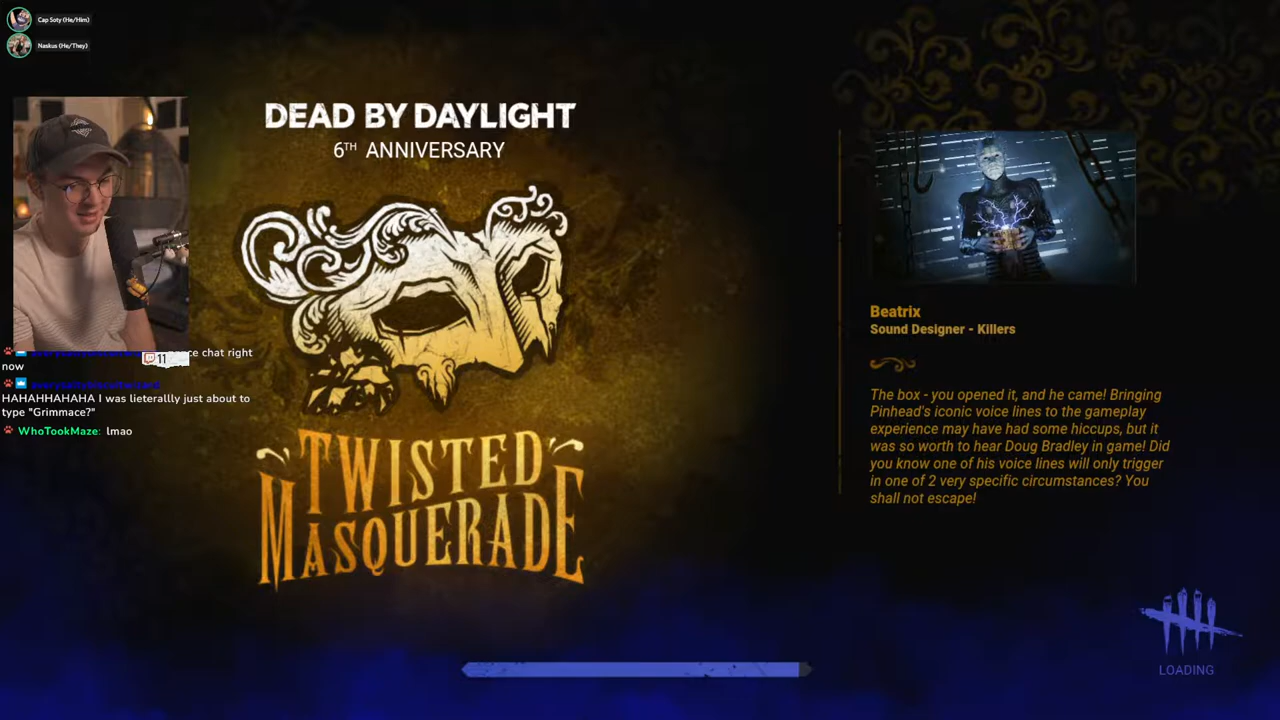 Cap Soty (He/Him)
Naskus (He/They)
DEAD BY DAYLIGHT
6TH ANNIVERSARY
TWISTED
MASQUERADE
11
ce chat right
now
HAHAHHAHAHA I was lieterallly just about to
type "Grimmace?"
WhoTookMaze: lmao
Beatrix
Sound Designer - Killers
The box - you opened it, and he came! Bringing
Pinhead's iconic voice lines to the gameplay
experience may have had some hiccups, but it
was so worth to hear Doug Bradley in game! Did
you know one of his voice lines will only trigger
in one of 2 very specific circumstances? You
shall not escape!
LOADING